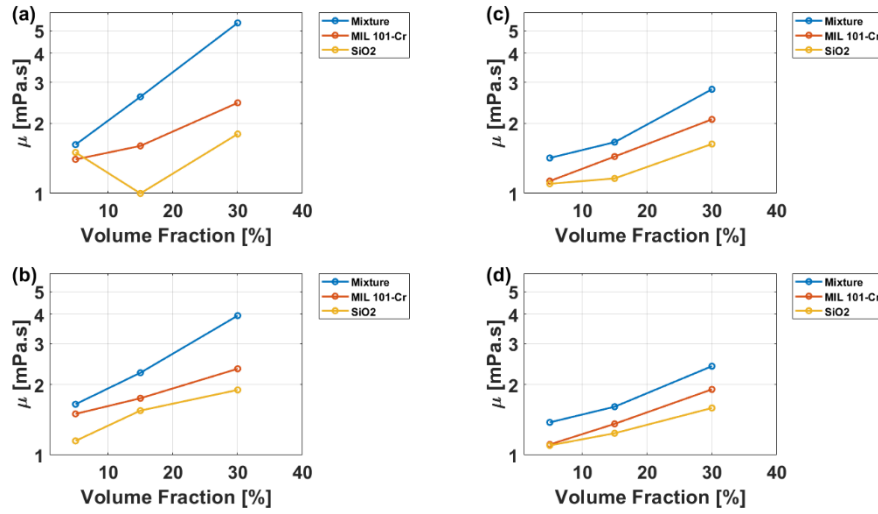 (a)
Mixture
MIL 101-Cr
SiO2
5
4
3
2
1
μ [mPa.s]
10 20 30 40
Volume Fraction [%]
(c)
Mixture
MIL 101-Cr
SiO2
5
4
3
2
1
μ [mPa.s]
10 20 30 40
Volume Fraction [%]
(b)
Mixture
MIL 101-Cr
SiO2
5
4
3
2
1
μ [mPa.s]
10 20 30 40
Volume Fraction [%]
(d)
Mixture
MIL 101-Cr
SiO2
5
4
3
2
1
μ [mPa.s]
10 20 30 40
Volume Fraction [%]